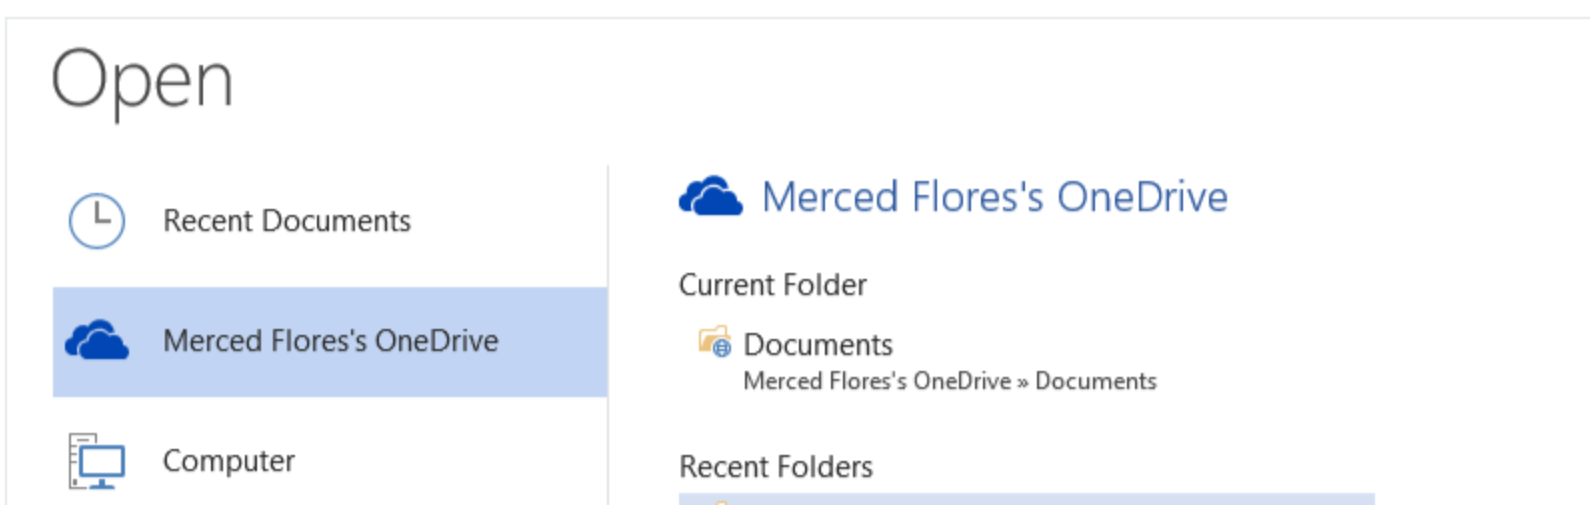 Open
Recent Documents
Merced Flores's OneDrive
Computer
Merced Flores's OneDrive
Current Folder
Documents
Merced Flores's OneDrive » Documents
Recent Folders